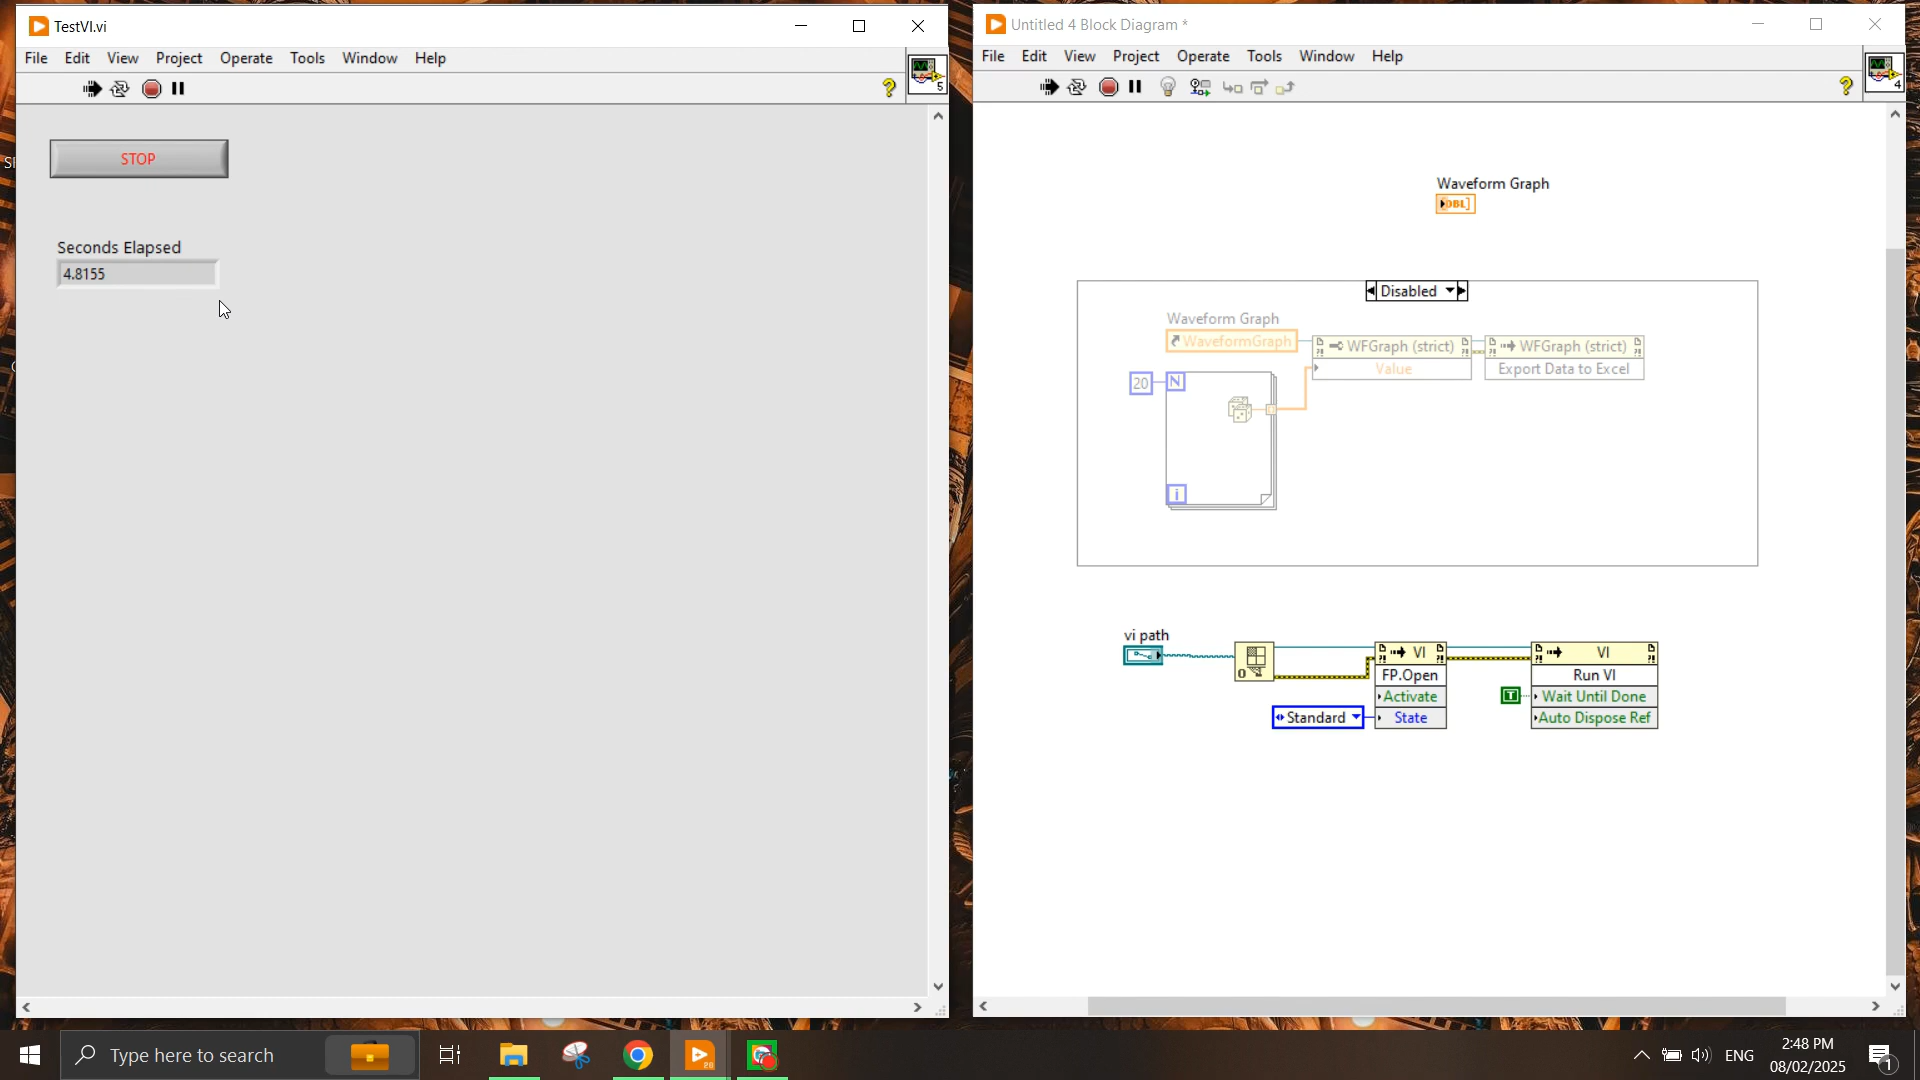 TestVI.vi
File Edit View Project Operate Tools Window Help
5
STOP
Seconds Elapsed
4.8155
Untitled 4 Block Diagram *
File Edit View Project Operate Tools Window Help
4
Waveform Graph
DBL]
Disabled
Waveform Graph
WaveformGraph
WFGraph (strict)
Value
WFGraph (strict)
Export Data to Excel
20
N
i
vi path
0
VI
FP.Open
Activate
State
Standard
T
VI
Run VI
Wait Until Done
Auto Dispose Ref
Type here to search
ENG
2:48 PM
08/02/2025
1